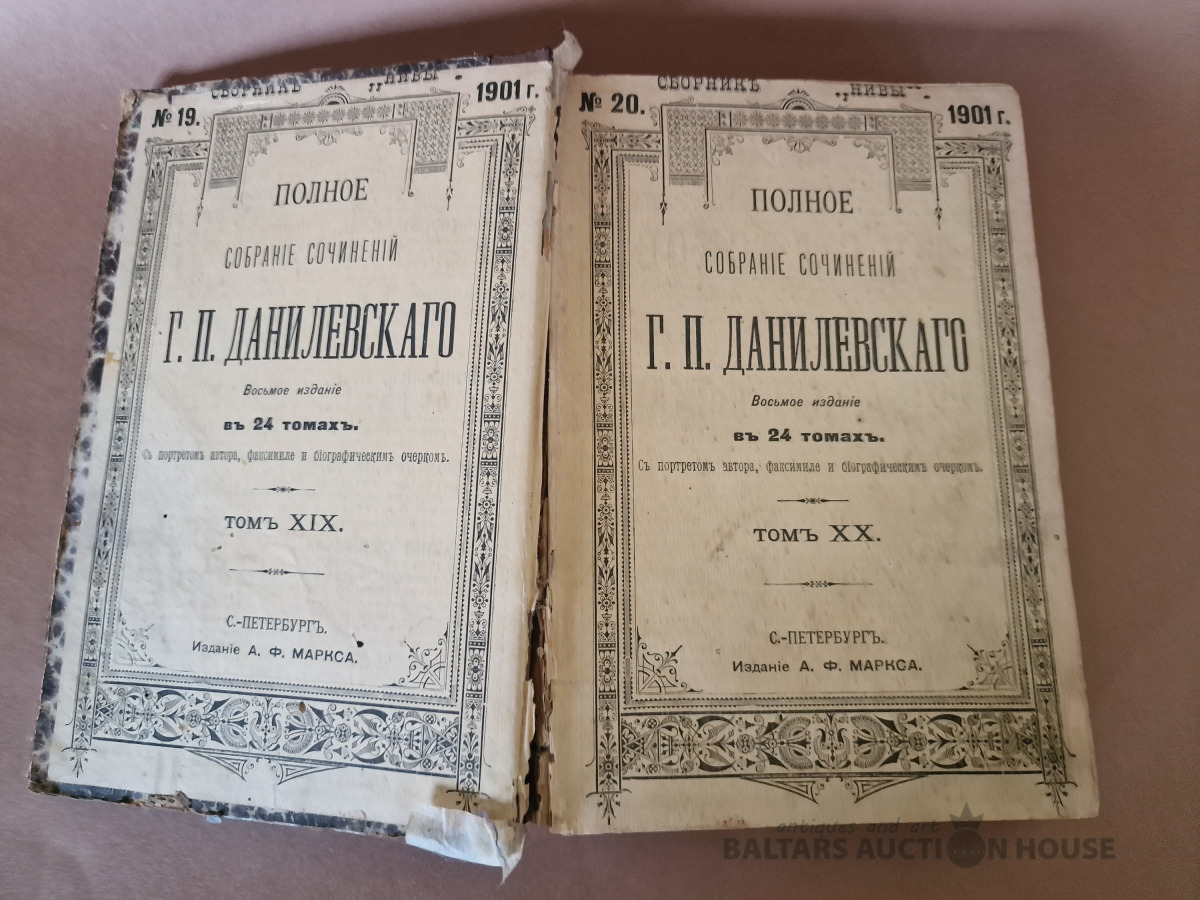 СБОРНИКЪ „НИВЫ“.
№ 19. 1901 г.
ПОЛНОЕ
СОБРАНІЕ СОЧИНЕНІЙ
Г. П. ДАНИЛЕВСКАГО
Восьмое изданіе
въ 24 томахъ.
Съ портретомъ автора, факсимиле и біографическимъ очеркомъ.
ТОМЪ XIX.
С.-ПЕТЕРБУРГЪ.
Изданіе А. Ф. МАРКСА.
СБОРНИКЪ „НИВЫ“.
№ 20. 1901 г.
ПОЛНОЕ
СОБРАНІЕ СОЧИНЕНІЙ
Г. П. ДАНИЛЕВСКАГО
Восьмое изданіе
въ 24 томахъ.
Съ портретомъ автора, факсимиле и біографическимъ очеркомъ.
ТОМЪ XX.
С.-ПЕТЕРБУРГЪ.
Изданіе А. Ф. МАРКСА.
antiques and art
BALTARS AUCTION HOUSE